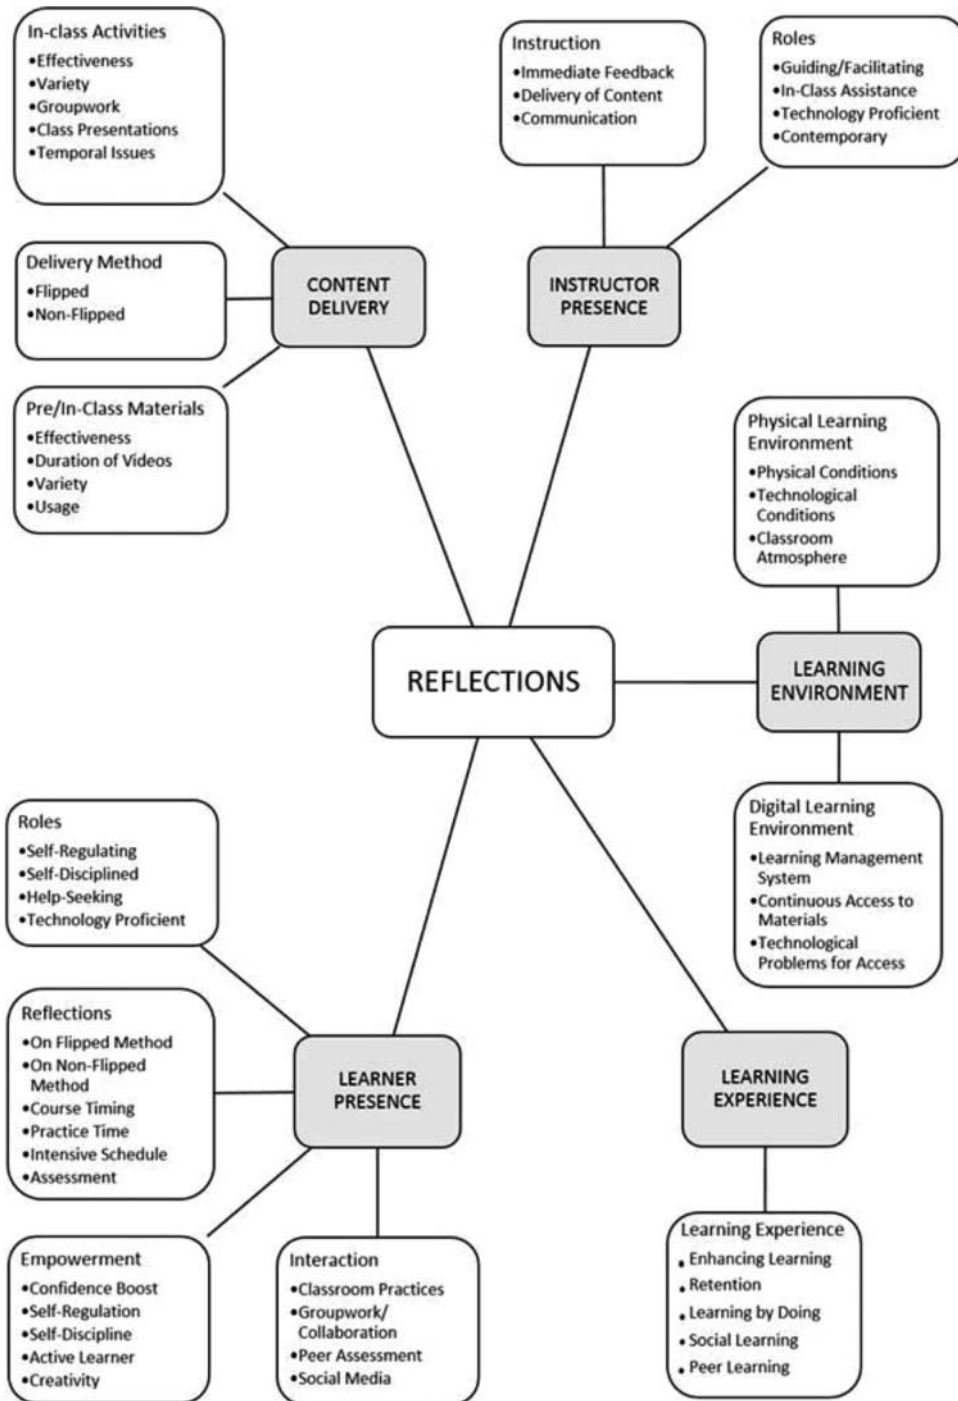 In-class Activities
•Effectiveness
•Variety
•Groupwork
•Class Presentations
•Temporal Issues
Instruction
•Immediate Feedback
•Delivery of Content
•Communication
Roles
•Guiding/Facilitating
•In-Class Assistance
•Technology Proficient
•Contemporary
Delivery Method
•Flipped
•Non-Flipped
CONTENT
DELIVERY
INSTRUCTOR
PRESENCE
Pre/In-Class Materials
•Effectiveness
•Duration of Videos
•Variety
•Usage
Physical Learning
Environment
•Physical Conditions
•Technological
Conditions
•Classroom
Atmosphere
REFLECTIONS
LEARNING
ENVIRONMENT
Digital Learning
Environment
•Learning Management
System
•Continuous Access to
Materials
•Technological
Problems for Access
Roles
•Self-Regulating
•Self-Disciplined
•Help-Seeking
•Technology Proficient
Reflections
•On Flipped Method
•On Non-Flipped
Method
•Course Timing
•Practice Time
•Intensive Schedule
•Assessment
LEARNER
PRESENCE
LEARNING
EXPERIENCE
Empowerment
•Confidence Boost
•Self-Regulation
•Self-Discipline
•Active Learner
•Creativity
Interaction
•Classroom Practices
•Groupwork/
Collaboration
•Peer Assessment
•Social Media
Learning Experience
• Enhancing Learning
• Retention
• Learning by Doing
• Social Learning
• Peer Learning